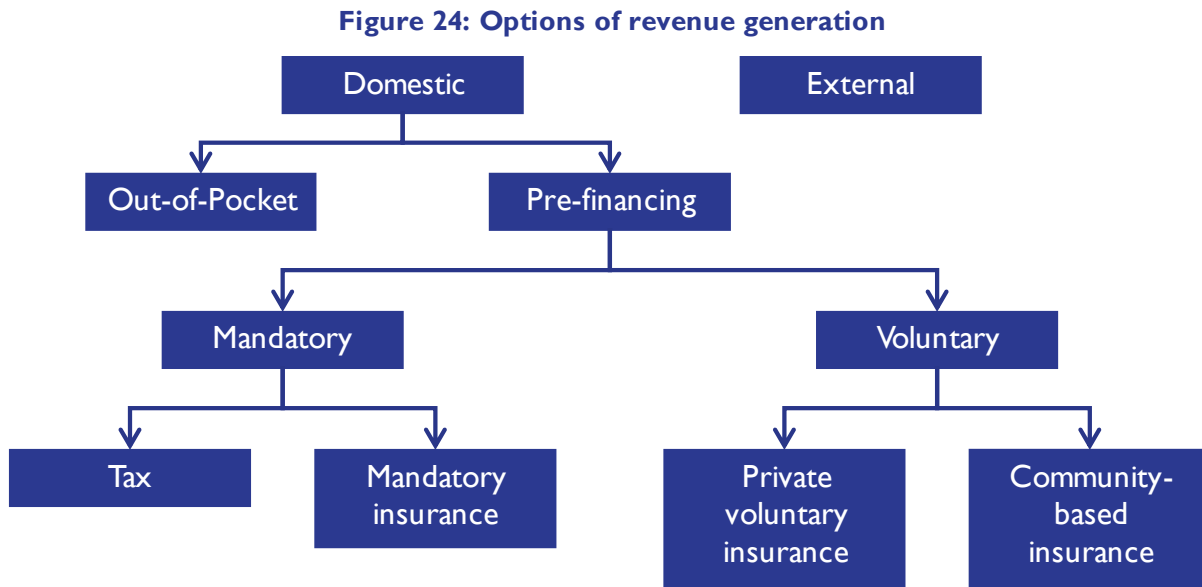 Figure 24: Options of revenue generation
Domestic
External
Out-of-Pocket
Pre-financing
Mandatory
Voluntary
Tax
Mandatory
insurance
Private
voluntary
insurance
Community-
based
insurance